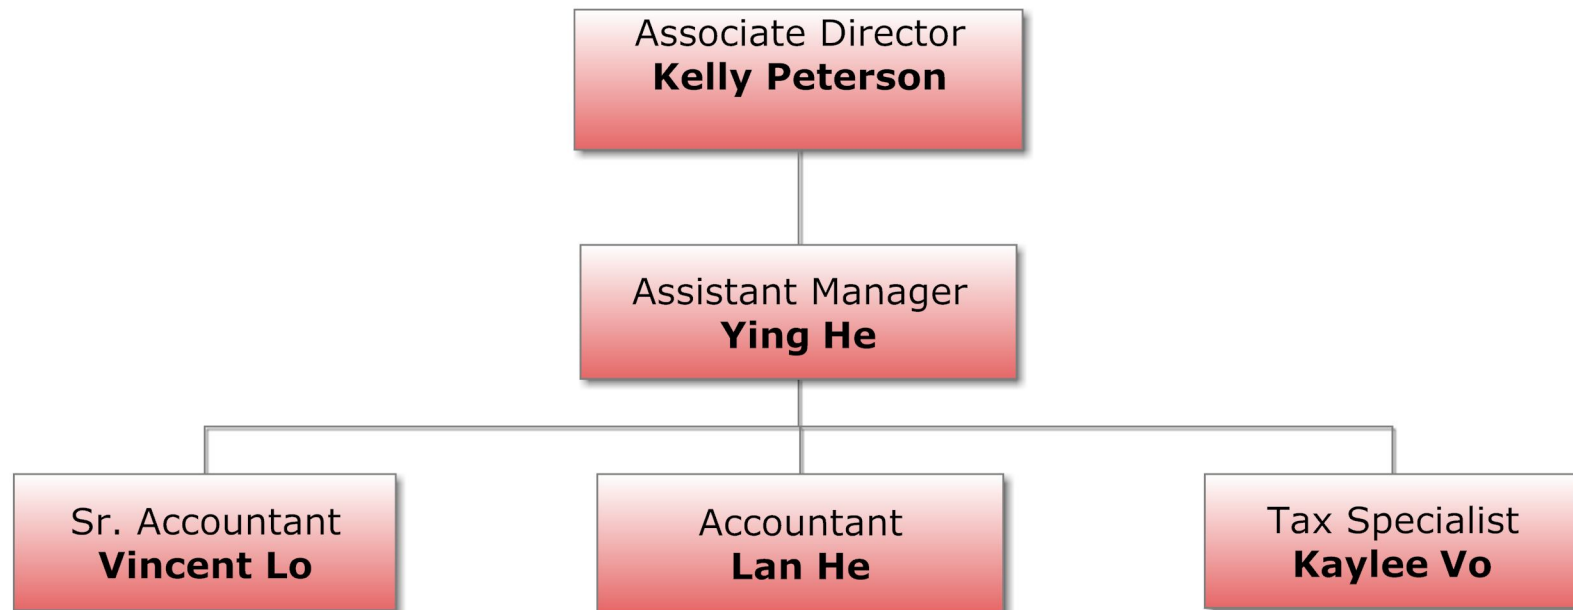 Associate Director
Kelly Peterson
Assistant Manager
Ying He
Sr. Accountant
Vincent Lo
Accountant
Lan He
Tax Specialist
Kaylee Vo